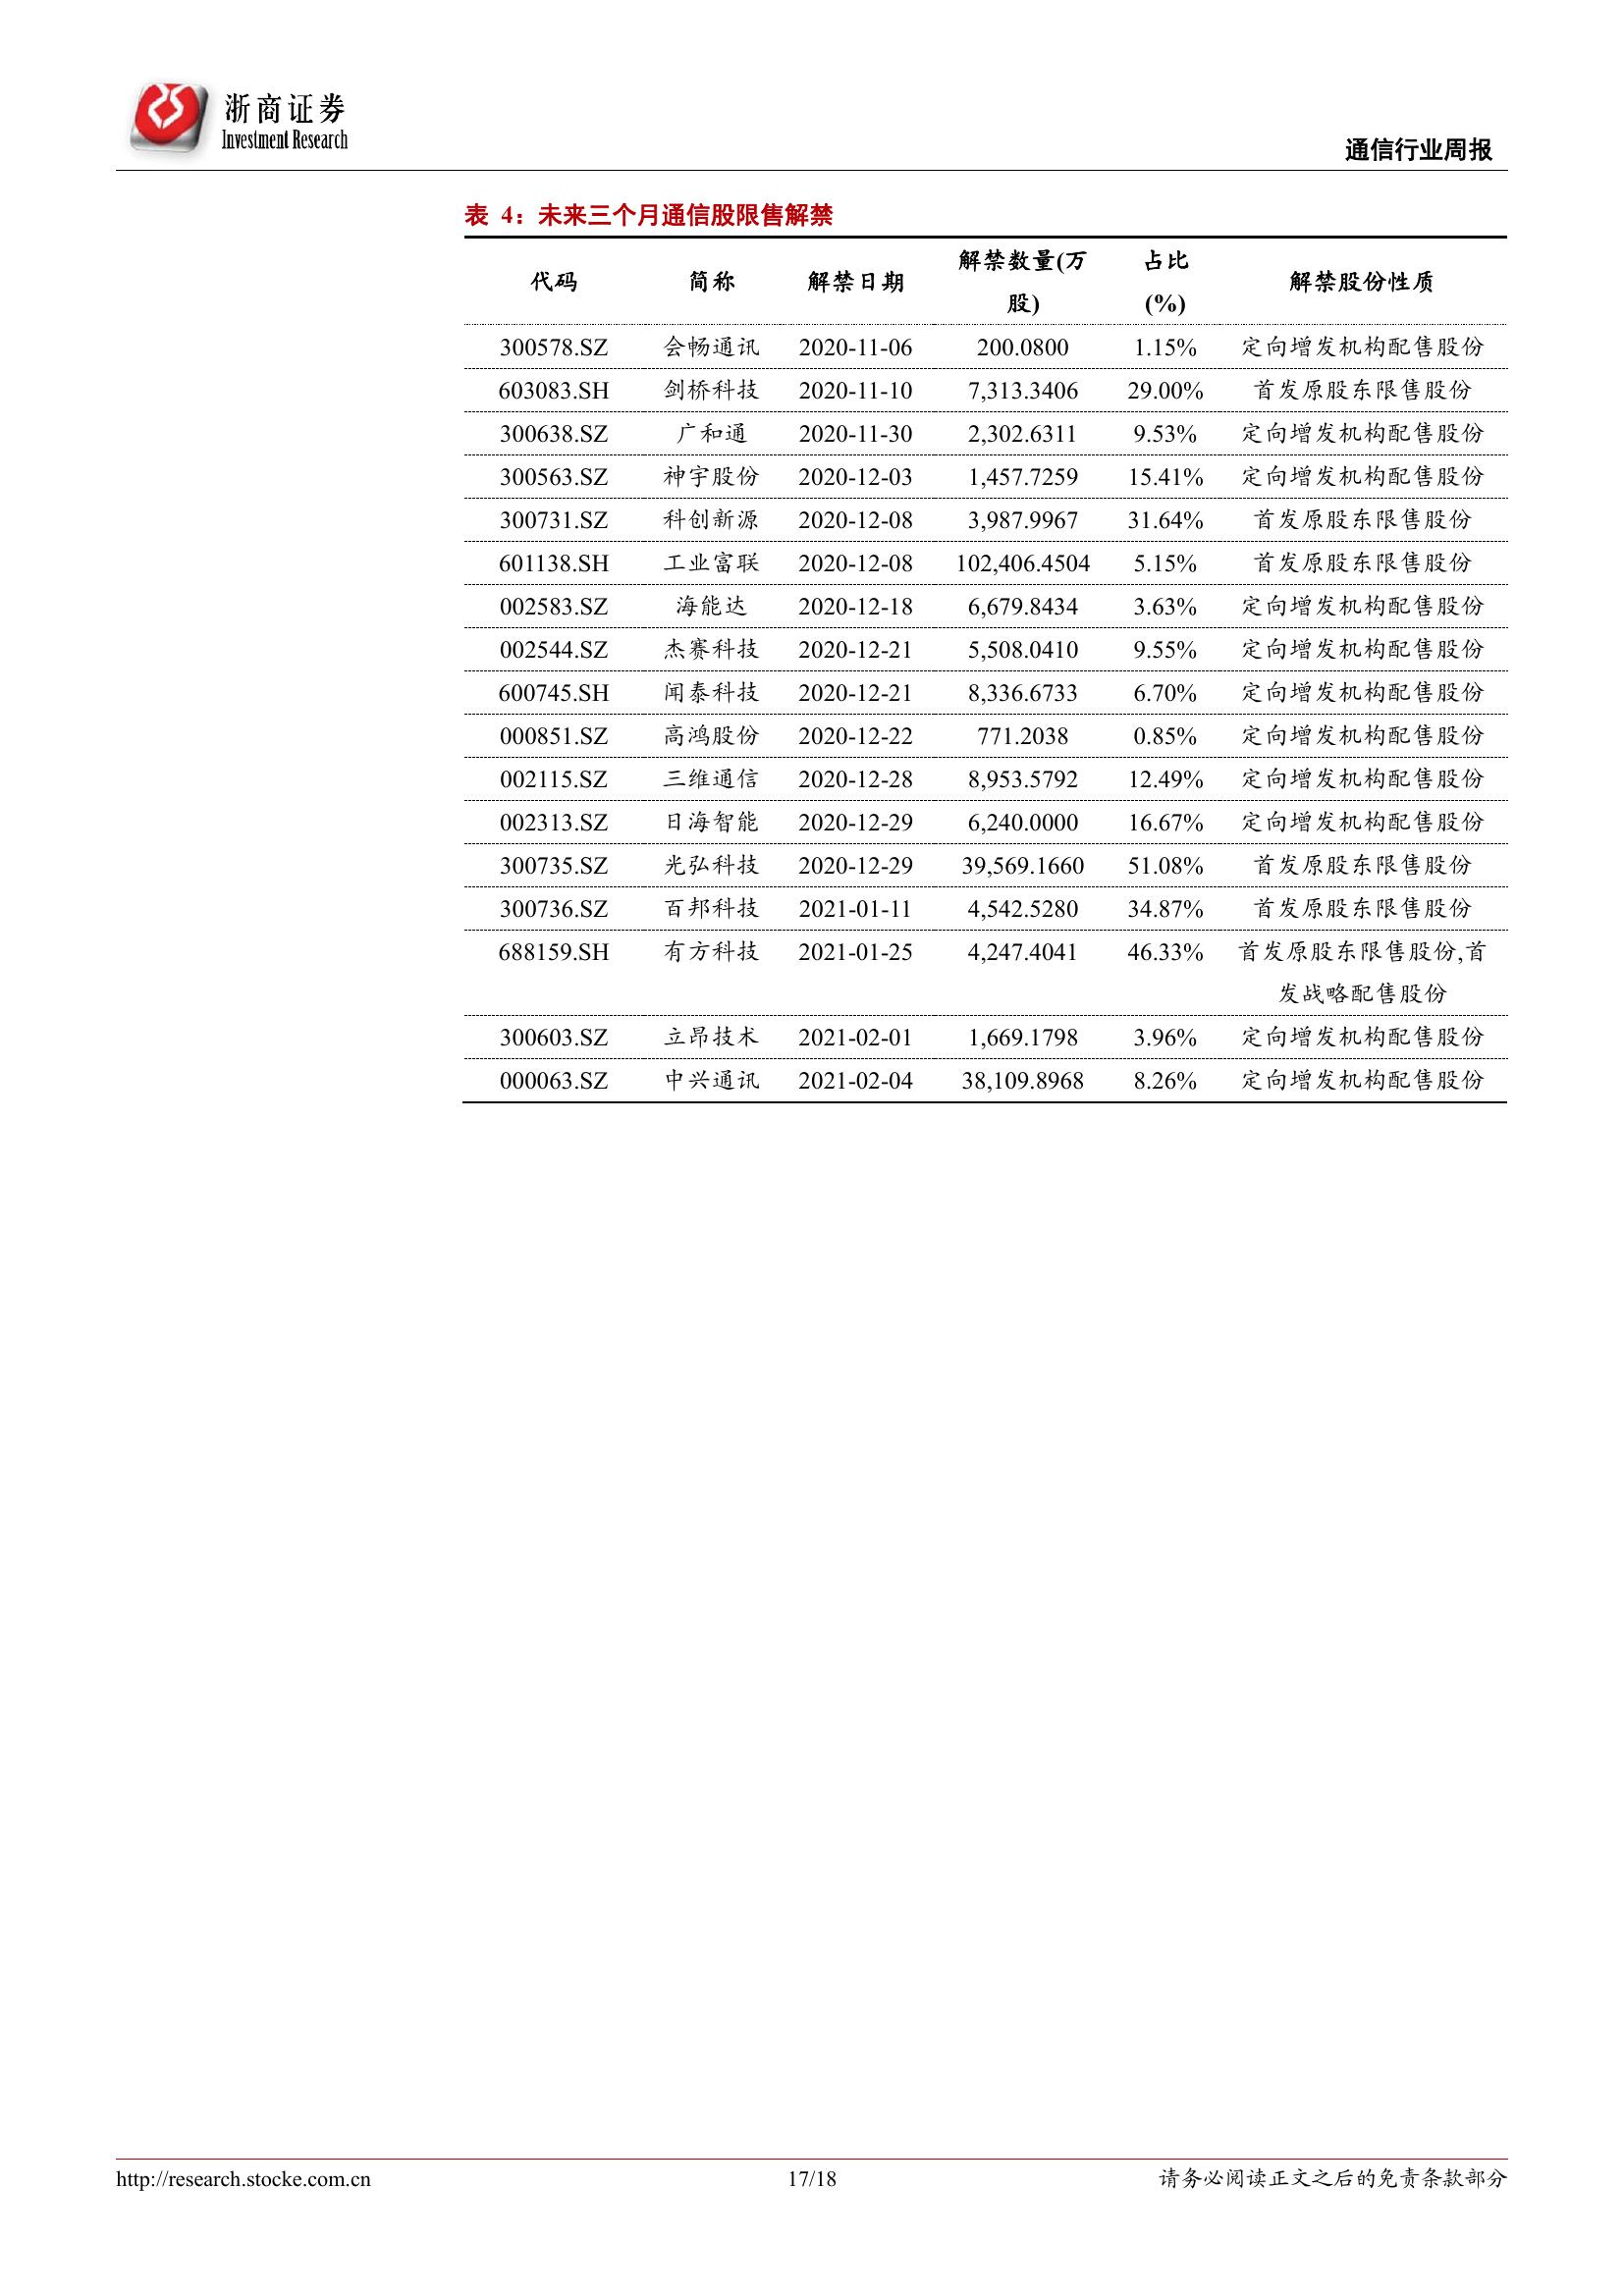 浙商证券
Investment Research
通信行业周报
表 4：未来三个月通信股限售解禁
代码 简称 解禁日期 解禁数量(万股) 占比(%) 解禁股份性质
300578.SZ 会畅通讯 2020-11-06 200.0800 1.15% 定向增发机构配售股份
603083.SH 剑桥科技 2020-11-10 7,313.3406 29.00% 首发原股东限售股份
300638.SZ 广和通 2020-11-30 2,302.6311 9.53% 定向增发机构配售股份
300563.SZ 神宇股份 2020-12-03 1,457.7259 15.41% 定向增发机构配售股份
300731.SZ 科创新源 2020-12-08 3,987.9967 31.64% 首发原股东限售股份
601138.SH 工业富联 2020-12-08 102,406.4504 5.15% 首发原股东限售股份
002583.SZ 海能达 2020-12-18 6,679.8434 3.63% 定向增发机构配售股份
002544.SZ 杰赛科技 2020-12-21 5,508.0410 9.55% 定向增发机构配售股份
600745.SH 闻泰科技 2020-12-21 8,336.6733 6.70% 定向增发机构配售股份
000851.SZ 高鸿股份 2020-12-22 771.2038 0.85% 定向增发机构配售股份
002115.SZ 三维通信 2020-12-28 8,953.5792 12.49% 定向增发机构配售股份
002313.SZ 日海智能 2020-12-29 6,240.0000 16.67% 定向增发机构配售股份
300735.SZ 光弘科技 2020-12-29 39,569.1660 51.08% 首发原股东限售股份
300736.SZ 百邦科技 2021-01-11 4,542.5280 34.87% 首发原股东限售股份
688159.SH 有方科技 2021-01-25 4,247.4041 46.33% 首发原股东限售股份,首
发战略配售股份
300603.SZ 立昂技术 2021-02-01 1,669.1798 3.96% 定向增发机构配售股份
000063.SZ 中兴通讯 2021-02-04 38,109.8968 8.26% 定向增发机构配售股份
http://research.stocke.com.cn 17/18 请务必阅读正文之后的免责条款部分